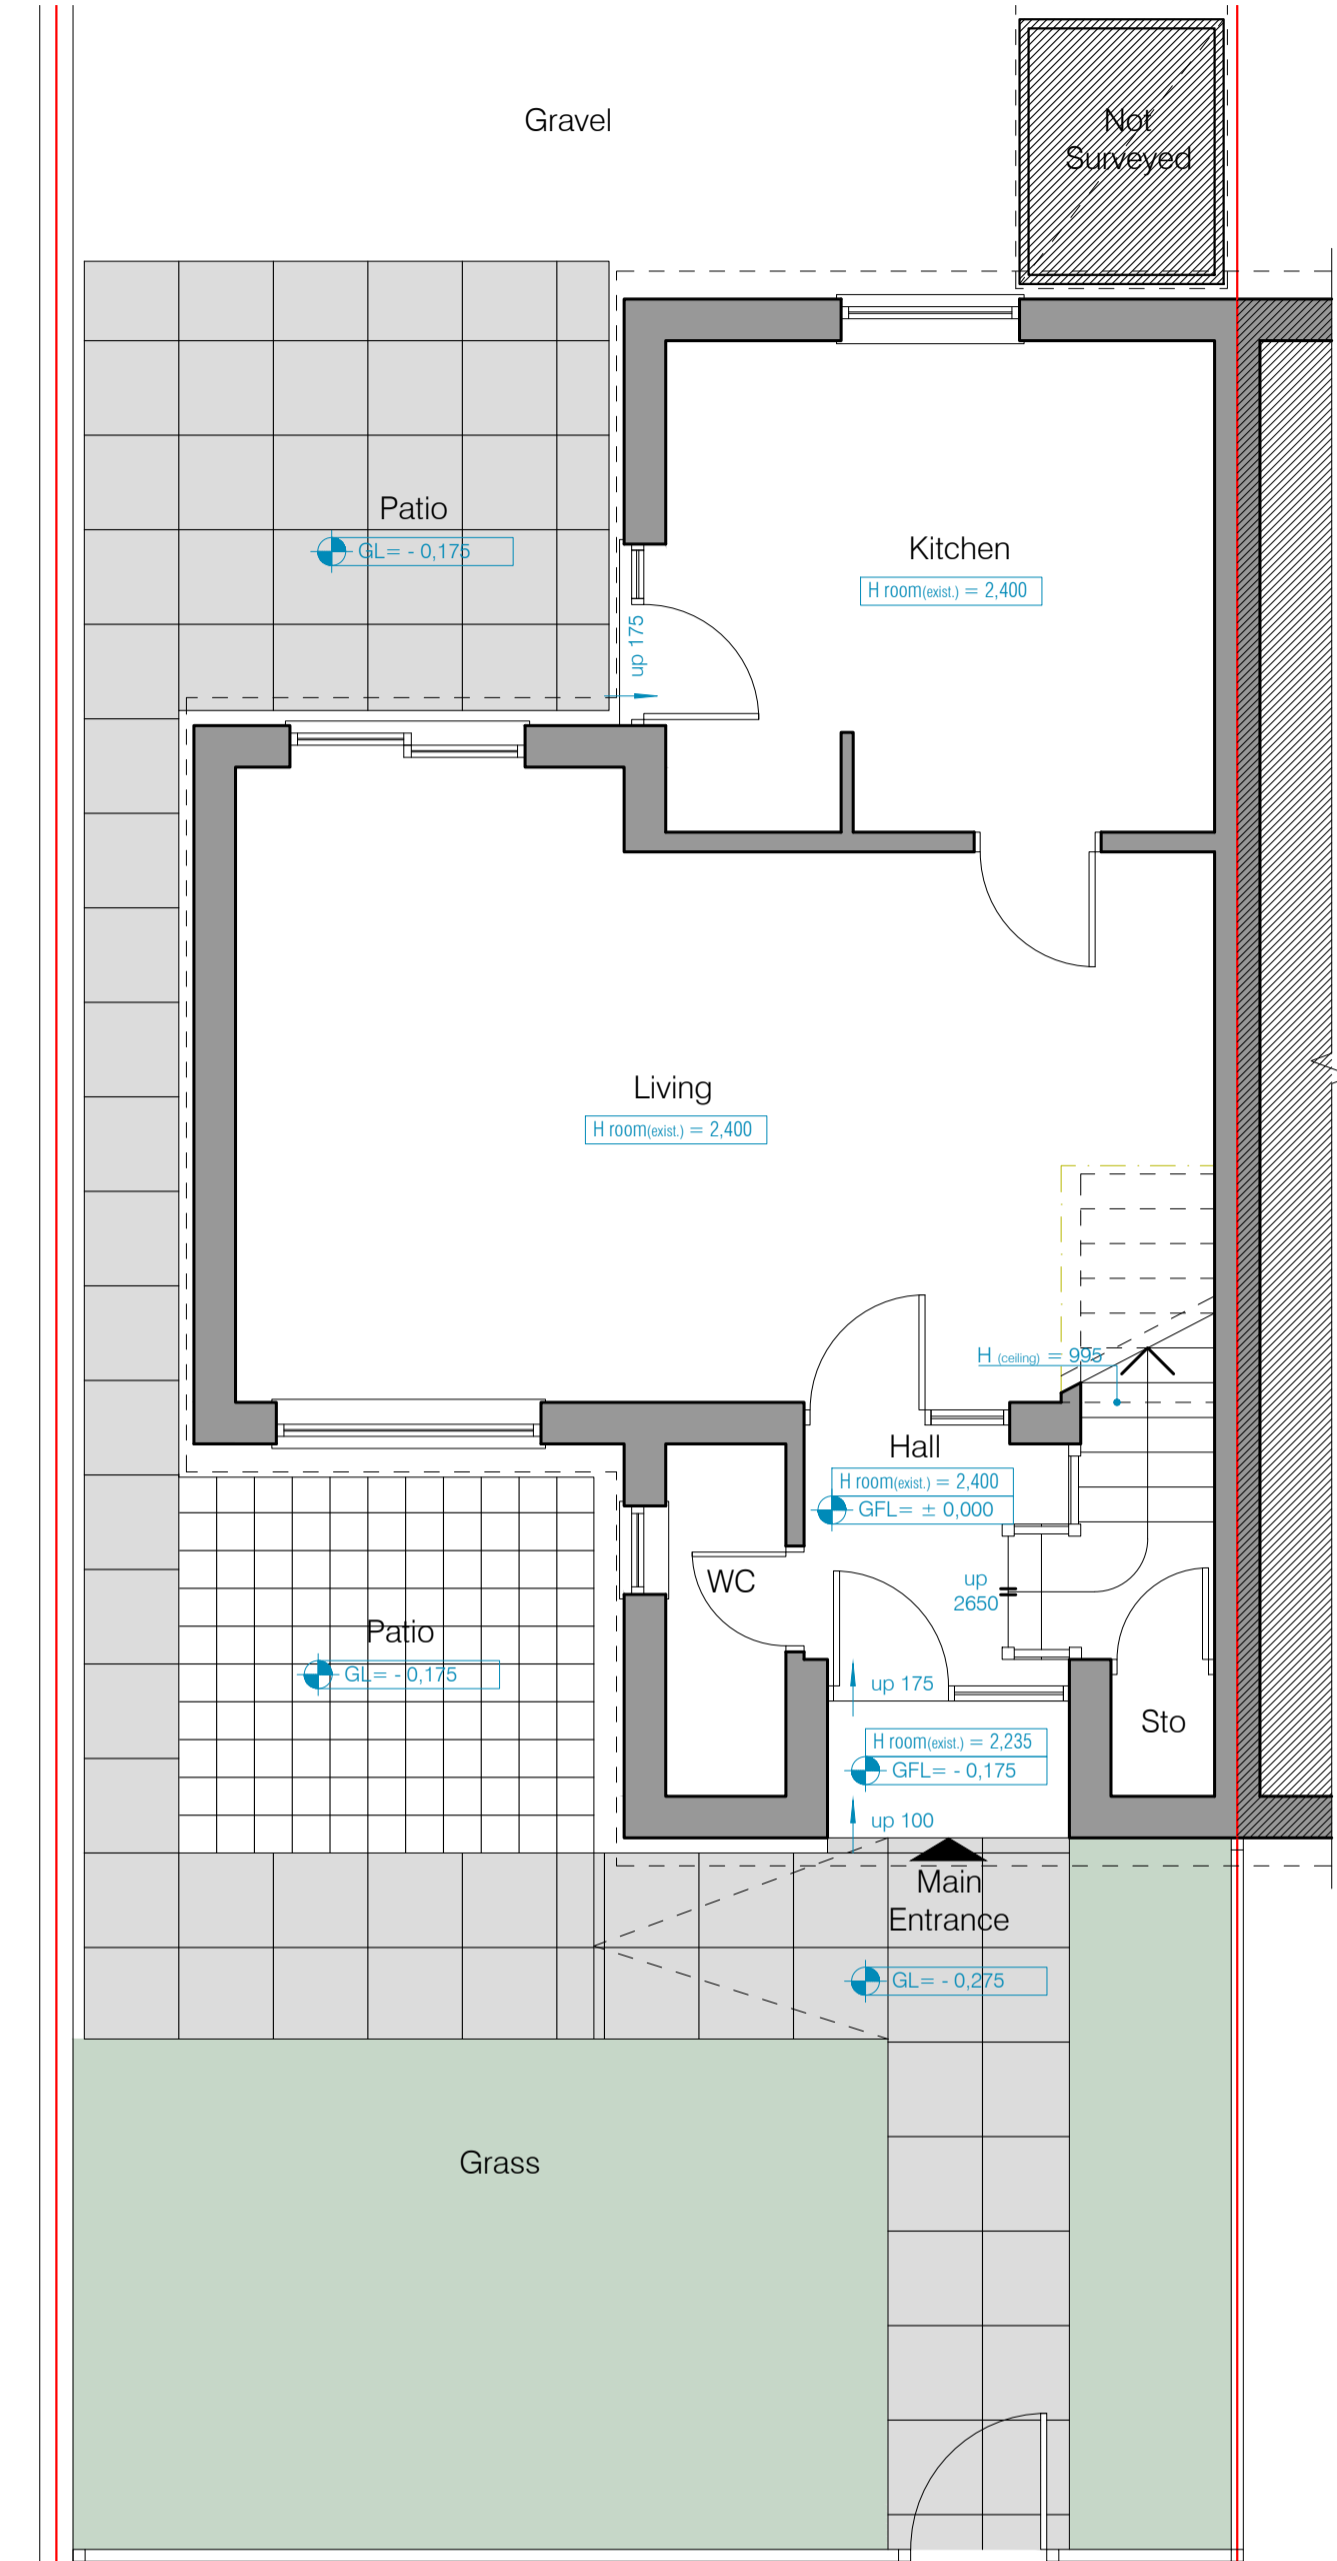 Gravel
Not
Surveyed
Patio
GL= - 0,175
Kitchen
H room(exist.) = 2,400
up 175
Living
H room(exist.) = 2,400
H (ceiling) = 995
Hall
H room(exist.) = 2,400
GFL= ± 0,000
WC
up
2650
Patio
GL= - 0,175
up 175
Sto
H room(exist.) = 2,235
GFL= - 0,175
up 100
Main
Entrance
GL= - 0,275
Grass